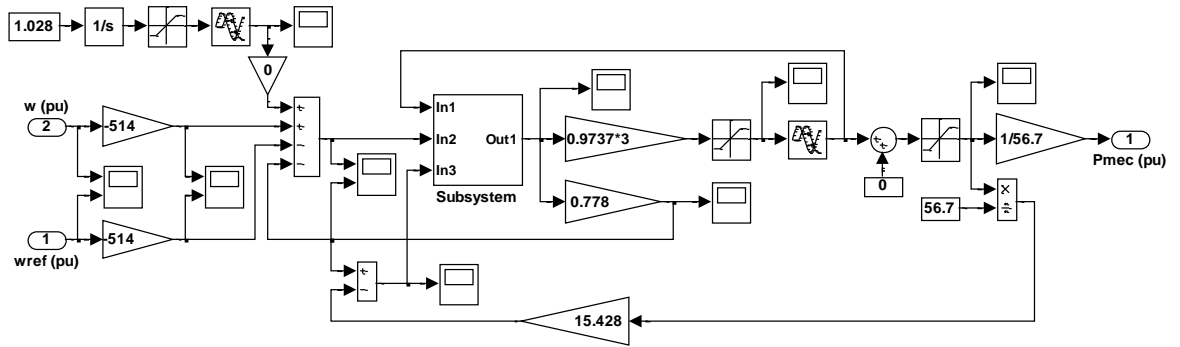 1.028
1/s
0
w (pu)
2
-514
+
+
−
−
In1
In2
In3
Out1
Subsystem
0.9737*3
0.778
+
+
0
1/56.7
1
Pmec (pu)
56.7
×
÷
1
wref (pu)
-514
+
−
15.428